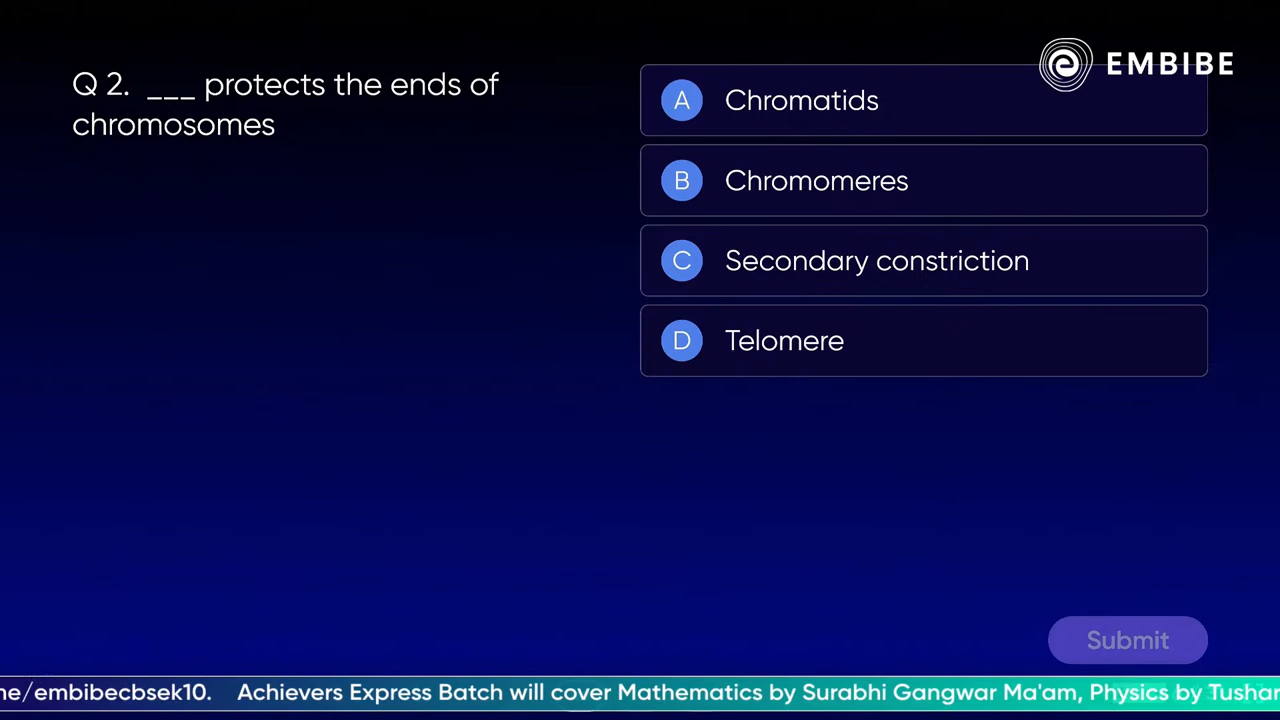 EMBIBE
Q 2. ___ protects the ends of
chromosomes
A Chromatids
B Chromomeres
C Secondary constriction
D Telomere
Submit
ne/embibecbsek10. Achievers Express Batch will cover Mathematics by Surabhi Gangwar Ma'am, Physics by Tushar